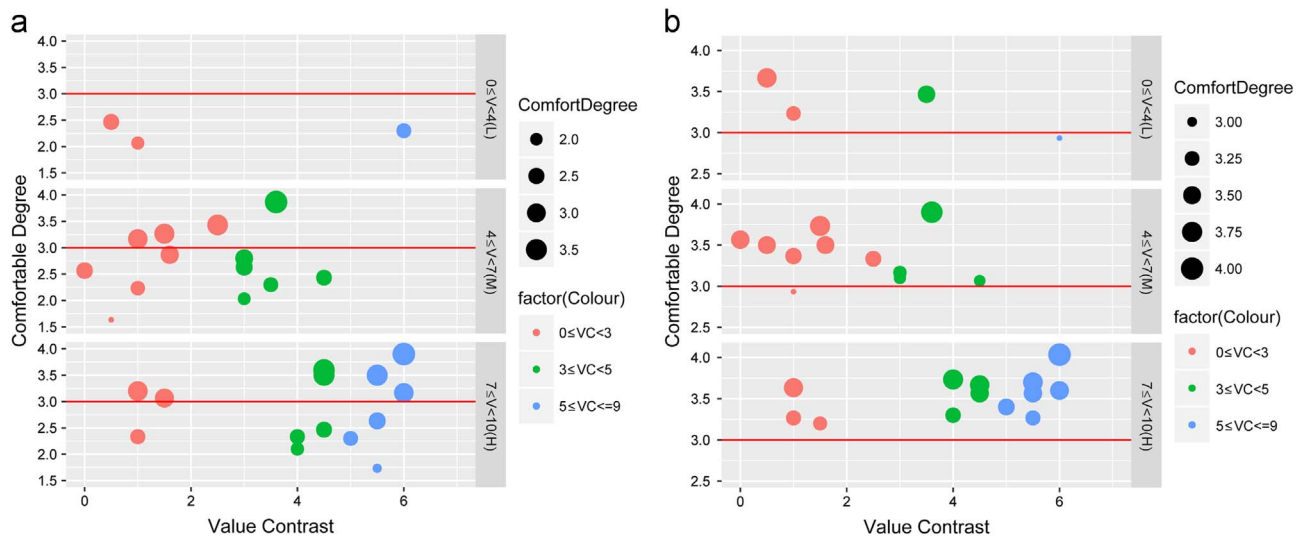 a
Comfortable Degree
4.0
3.5
3.0
2.5
2.0
1.5
0≤V<4(L)
4.0
3.5
3.0
2.5
2.0
1.5
4≤V<7(M)
4.0
3.5
3.0
2.5
2.0
1.5
7≤V<10(H)
0 2 4 6
Value Contrast
ComfortDegree
2.0
2.5
3.0
3.5
factor(Colour)
0≤VC<3
3≤VC<5
5≤VC<=9
b
Comfortable Degree
4.0
3.5
3.0
2.5
0≤V<4(L)
4.0
3.5
3.0
2.5
4≤V<7(M)
4.0
3.5
3.0
2.5
7≤V<10(H)
0 2 4 6
Value Contrast
ComfortDegree
3.00
3.25
3.50
3.75
4.00
factor(Colour)
0≤VC<3
3≤VC<5
5≤VC<=9